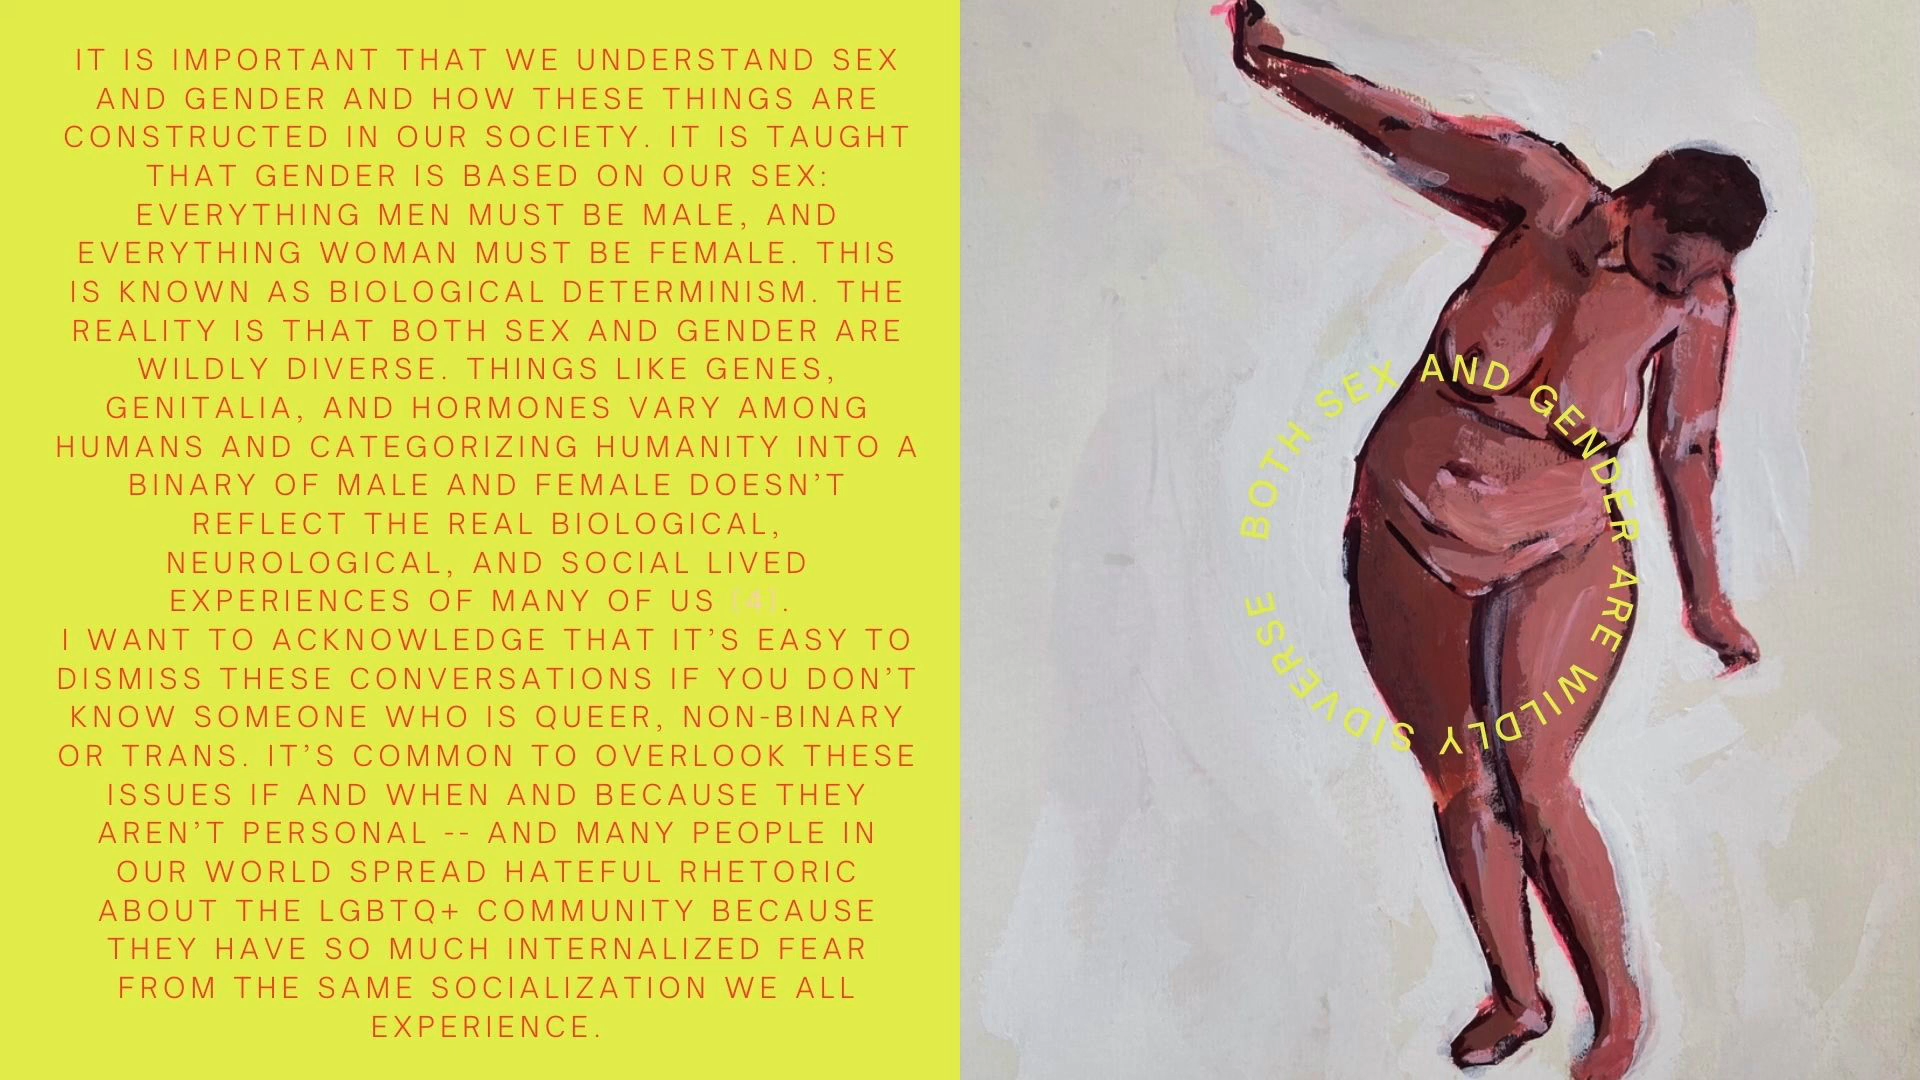 IT IS IMPORTANT THAT WE UNDERSTAND SEX
AND GENDER AND HOW THESE THINGS ARE
CONSTRUCTED IN OUR SOCIETY. IT IS TAUGHT
THAT GENDER IS BASED ON OUR SEX:
EVERYTHING MEN MUST BE MALE, AND
EVERYTHING WOMAN MUST BE FEMALE. THIS
IS KNOWN AS BIOLOGICAL DETERMINISM. THE
REALITY IS THAT BOTH SEX AND GENDER ARE
WILDLY DIVERSE. THINGS LIKE GENES,
GENITALIA, AND HORMONES VARY AMONG
HUMANS AND CATEGORIZING HUMANITY INTO A
BINARY OF MALE AND FEMALE DOESN’T
REFLECT THE REAL BIOLOGICAL,
NEUROLOGICAL, AND SOCIAL LIVED
EXPERIENCES OF MANY OF US (4).
I WANT TO ACKNOWLEDGE THAT IT’S EASY TO
DISMISS THESE CONVERSATIONS IF YOU DON’T
KNOW SOMEONE WHO IS QUEER, NON-BINARY
OR TRANS. IT’S COMMON TO OVERLOOK THESE
ISSUES IF AND WHEN AND BECAUSE THEY
AREN’T PERSONAL -- AND MANY PEOPLE IN
OUR WORLD SPREAD HATEFUL RHETORIC
ABOUT THE LGBTQ+ COMMUNITY BECAUSE
THEY HAVE SO MUCH INTERNALIZED FEAR
FROM THE SAME SOCIALIZATION WE ALL
EXPERIENCE.
BOTH SEX AND GENDER ARE WILDLY SIDVERSE